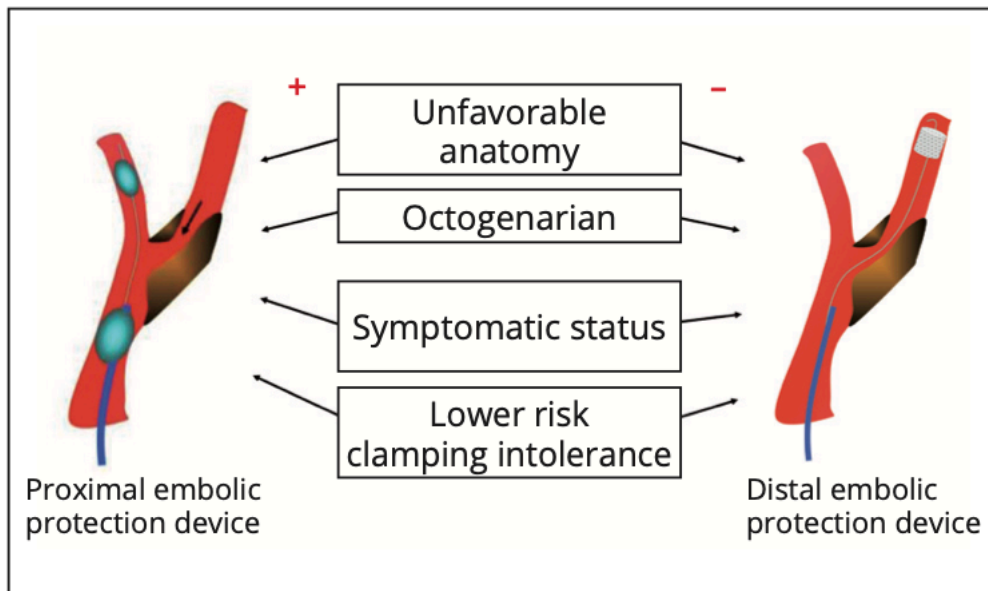 +
–
Unfavorable
anatomy
Octogenarian
Symptomatic status
Lower risk
clamping intolerance
Proximal embolic
protection device
Distal embolic
protection device